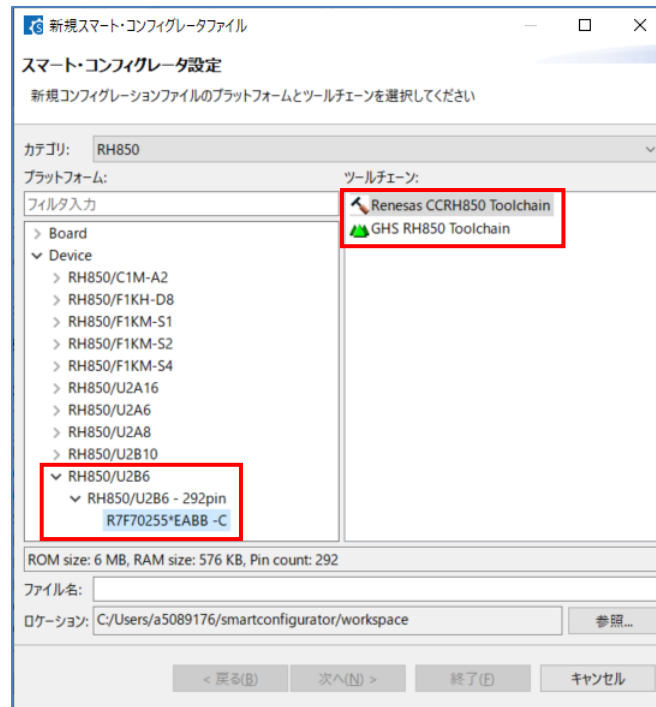 新規スマート・コンフィグレータファイル
スマート・コンフィグレータ設定
新規コンフィグレーションファイルのプラットフォームとツールチェーンを選択してください
カテゴリ: RH850
プラットフォーム:
フィルタ入力
Board
Device
RH850/C1M-A2
RH850/F1KH-D8
RH850/F1KM-S1
RH850/F1KM-S2
RH850/F1KM-S4
RH850/U2A16
RH850/U2A6
RH850/U2A8
RH850/U2B10
RH850/U2B6
RH850/U2B6 - 292pin
R7F70255*EABB -C
ツールチェーン:
Renesas CCRH850 Toolchain
GHS RH850 Toolchain
ROM size: 6 MB, RAM size: 576 KB, Pin count: 292
ファイル名:
ロケーション: C:/Users/a5089176/smartconfigurator/workspace 参照...
< 戻る(B) 次へ(N) > 終了(F) キャンセル